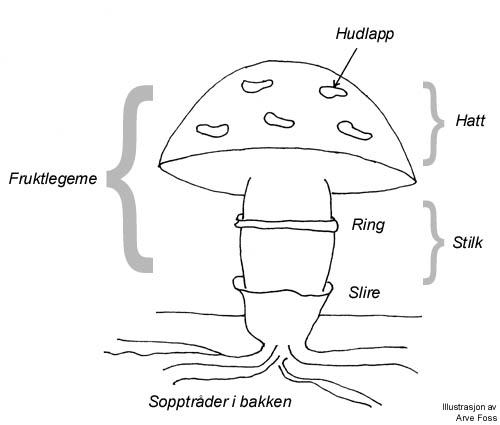 Hudlapp
Hatt
Fruktlegeme
Ring
Stilk
Slire
Sopptråder i bakken
Illustrasjon av
Arve Foss